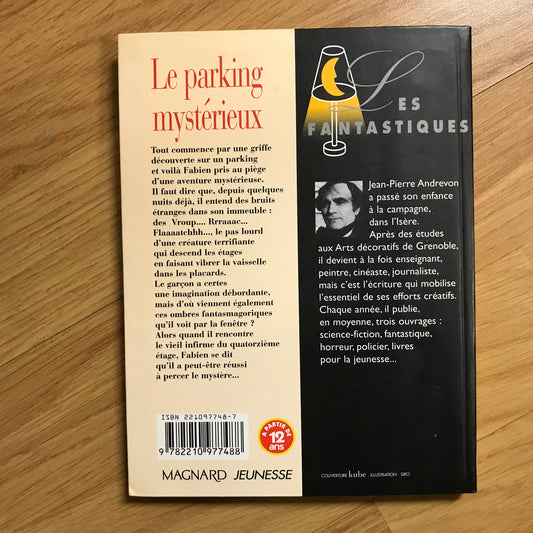 Le parking
mystérieux
Tout commence par une griffe
découverte sur un parking
et voilà Fabien pris au piège
d'une aventure mystérieuse.
Il faut dire que, depuis quelques
nuits déjà, il entend des bruits
étranges dans son immeuble :
des Vroup.... Rrraaac...
Flaaaatchhh..., le pas lourd
d'une créature terrifiante
qui descend les étages
en faisant vibrer la vaisselle
dans les placards.
Le garçon a certes
une imagination débordante,
mais d'où viennent également
ces ombres fantasmagoriques
qu'il voit par la fenêtre ?
Alors quand il rencontre
le vieil infirme du quatorzième
étage, Fabien se dit
qu'il a peut-être réussi
à percer le mystère...
ISBN 221097748-7
9 782210 977488
A PARTIR DE
12
ans
MAGNARD JEUNESSE
LES
FANTASTIQUES
Jean-Pierre Andrevon
a passé son enfance
à la campagne,
dans l'Isère.
Après des études
aux Arts décoratifs de Grenoble,
il devient à la fois enseignant,
peintre, cinéaste, journaliste,
mais c'est l'écriture qui mobilise
l'essentiel de ses efforts créatifs.
Chaque année, il publie,
en moyenne, trois ouvrages :
science-fiction, fantastique,
horreur, policier, livres
pour la jeunesse...
COUVERTURE kube - ILLUSTRATION : SIRO